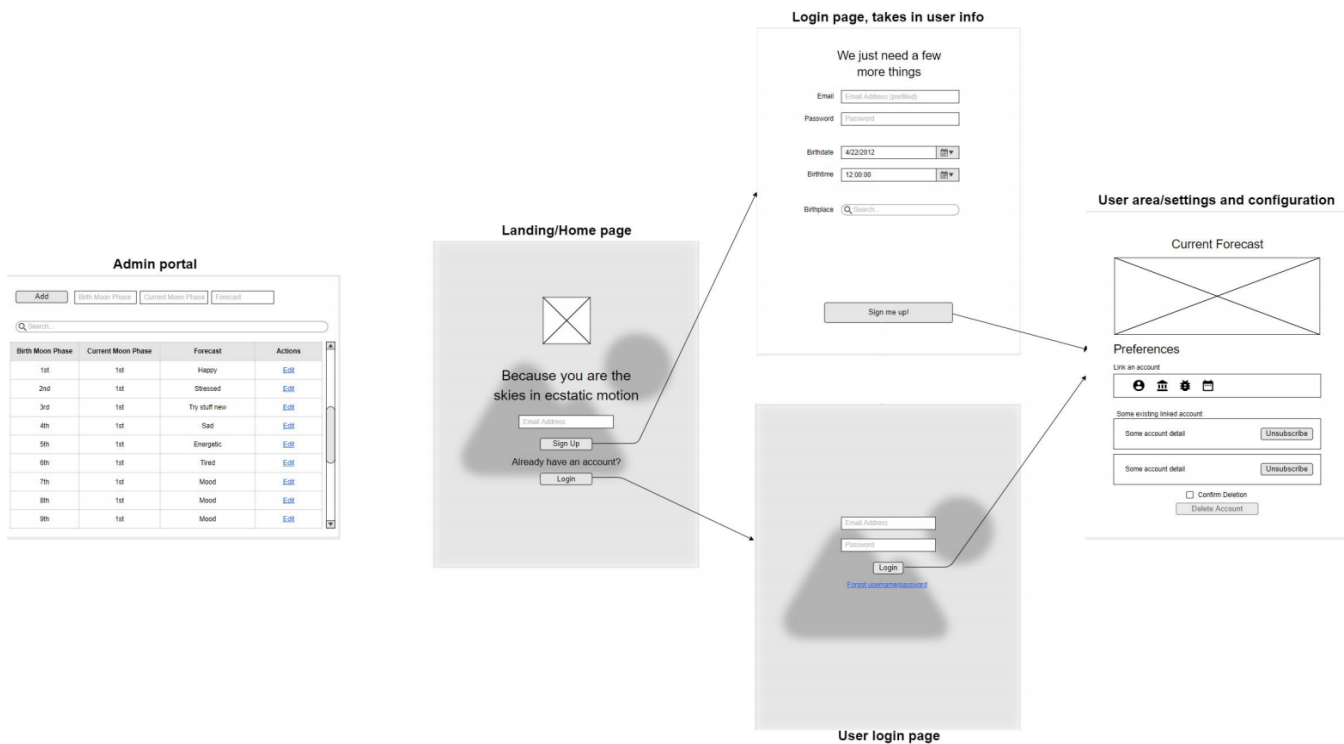 Login page, takes in user info
We just need a few
more things
Email Email Address (prefilled)
Password Password
Birthdate 4/22/2012
Birthtime 12:00:00
Birthplace Search...
Sign me up!
User area/settings and configuration
Current Forecast
Preferences
Link an account
Some existing linked account
Some account detail Unsubscribe
Some account detail Unsubscribe
Confirm Deletion
Delete Account
Landing/Home page
Because you are the
skies in ecstatic motion
Email Address
Sign Up
Already have an account?
Login
Admin portal
Add Birth Moon Phase Current Moon Phase Forecast
Search...
Birth Moon Phase Current Moon Phase Forecast Actions
1st 1st Happy Edit
2nd 1st Stressed Edit
3rd 1st Try stuff new Edit
4th 1st Sad Edit
5th 1st Energetic Edit
6th 1st Tired Edit
7th 1st Mood Edit
8th 1st Mood Edit
9th 1st Mood Edit
Email Address
Password
Login
Forgot username/password
User login page